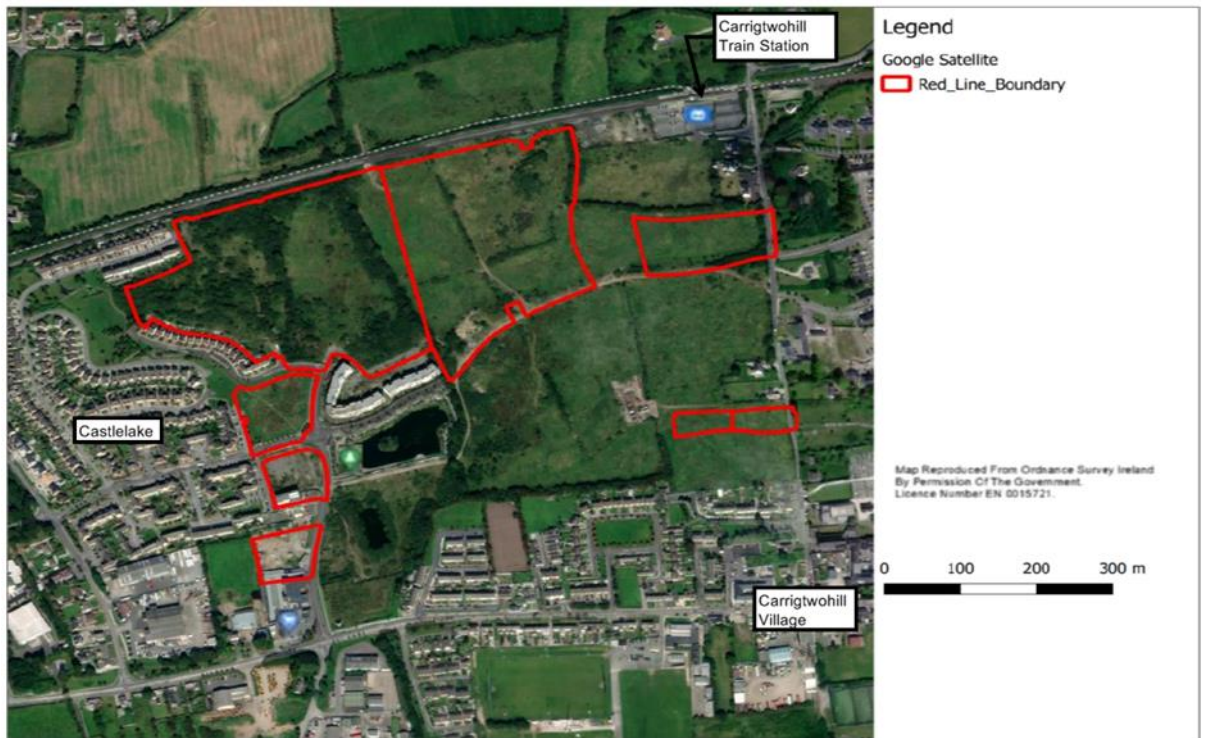 Carrigtwohill
Train Station
Castlelake
Carrigtwohill
Village
Legend
Google Satellite
Red_Line_Boundary
Map Reproduced From Ordnance Survey Ireland
By Permission Of The Government.
Licence Number EN 0015721.
0 100 200 300 m